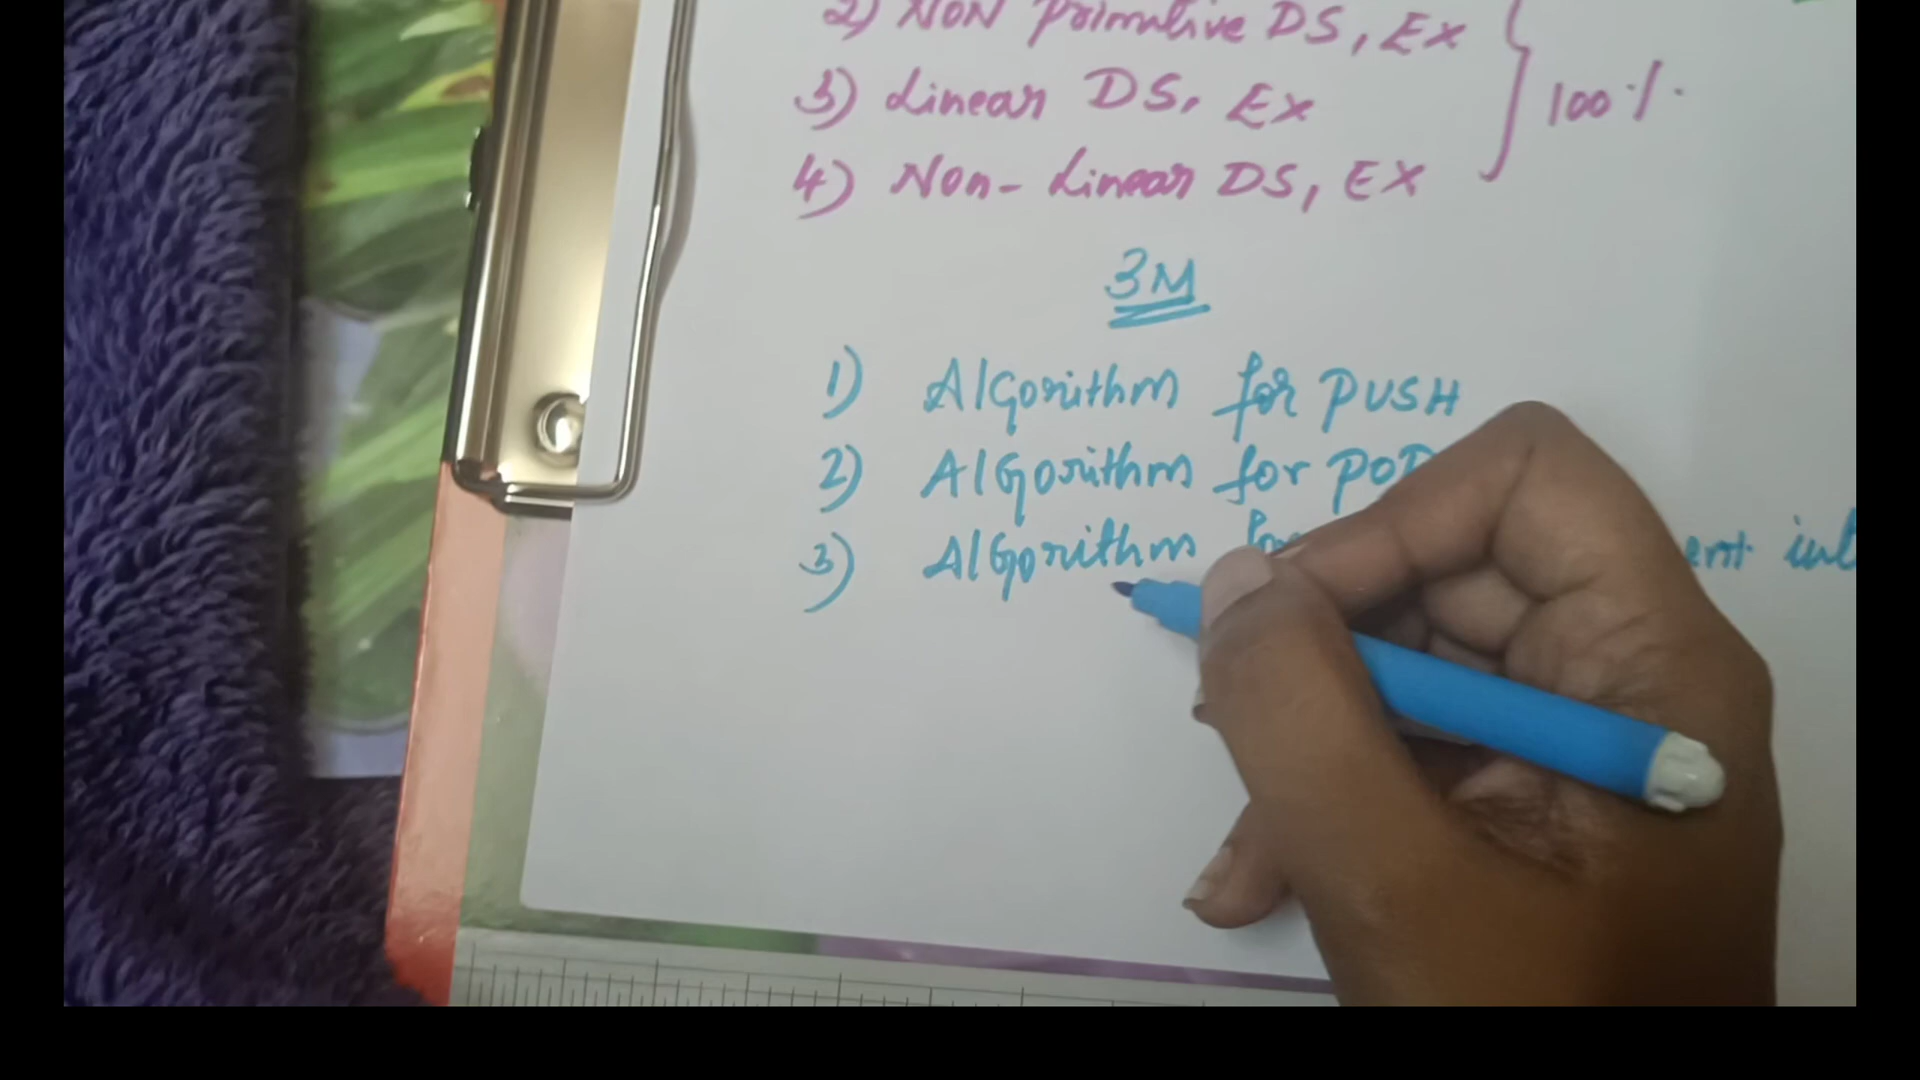 2) NON primitive DS, Ex
3) Linear DS, Ex
4) Non-Linear DS, EX
100%.
3M
1) AlGorithm for PUSH
2) AlGorithm for POP
3) AlGorithm